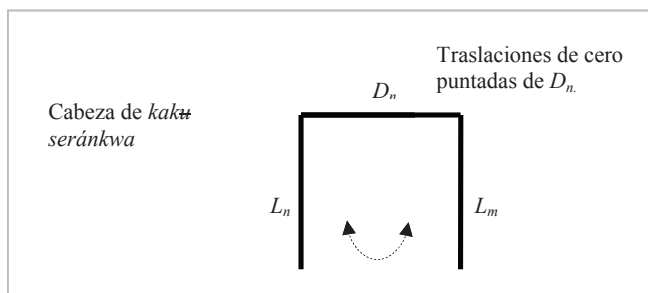 Traslaciones de cero
puntadas de Dn.
Dn
Cabeza de kakʉ
seránkwa
Ln
Lm